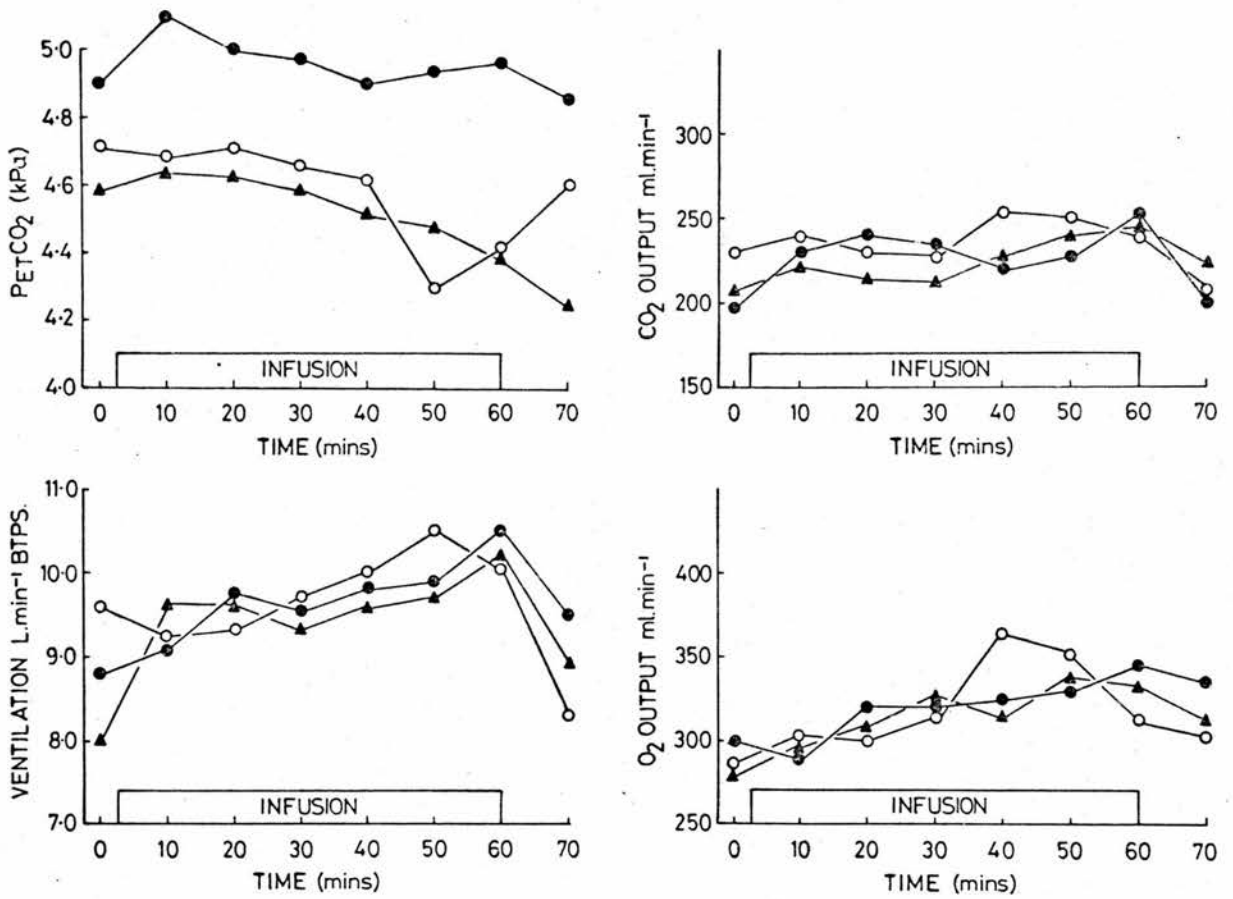 PETCO2 (kPa)
5·0
4·8
4·6
4·4
4·2
4·0
INFUSION
0 10 20 30 40 50 60 70
TIME (mins)
CO2 OUTPUT ml.min-1
300
250
200
150
INFUSION
0 10 20 30 40 50 60 70
TIME (mins)
VENTILATION L.min-1 BTPS.
11·0
10·0
9·0
8·0
7·0
INFUSION
0 10 20 30 40 50 60 70
TIME (mins)
O2 OUTPUT ml.min-1
400
350
300
250
INFUSION
0 10 20 30 40 50 60 70
TIME (mins)